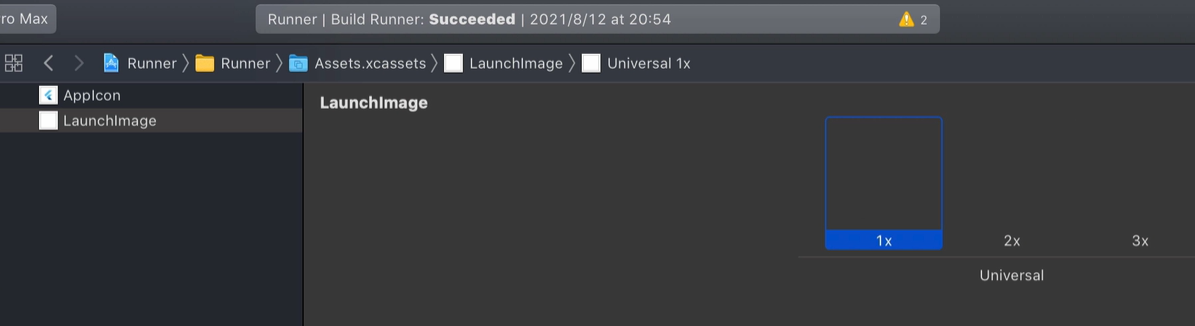 ro Max
Runner | Build Runner: Succeeded | 2021/8/12 at 20:54
2
Runner
Runner
Assets.xcassets
LaunchImage
Universal 1x
AppIcon
LaunchImage
LaunchImage
1x
2x
3x
Universal